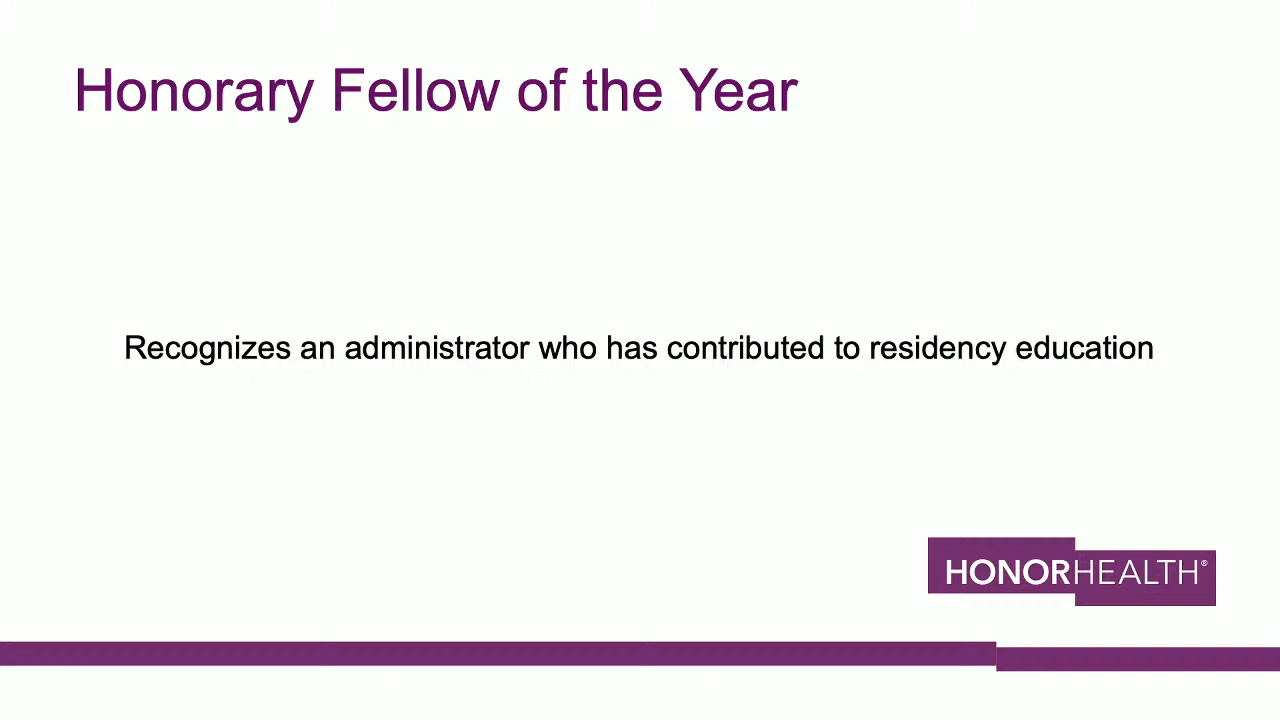 Honorary Fellow of the Year
Recognizes an administrator who has contributed to residency education
HONORHEALTH®